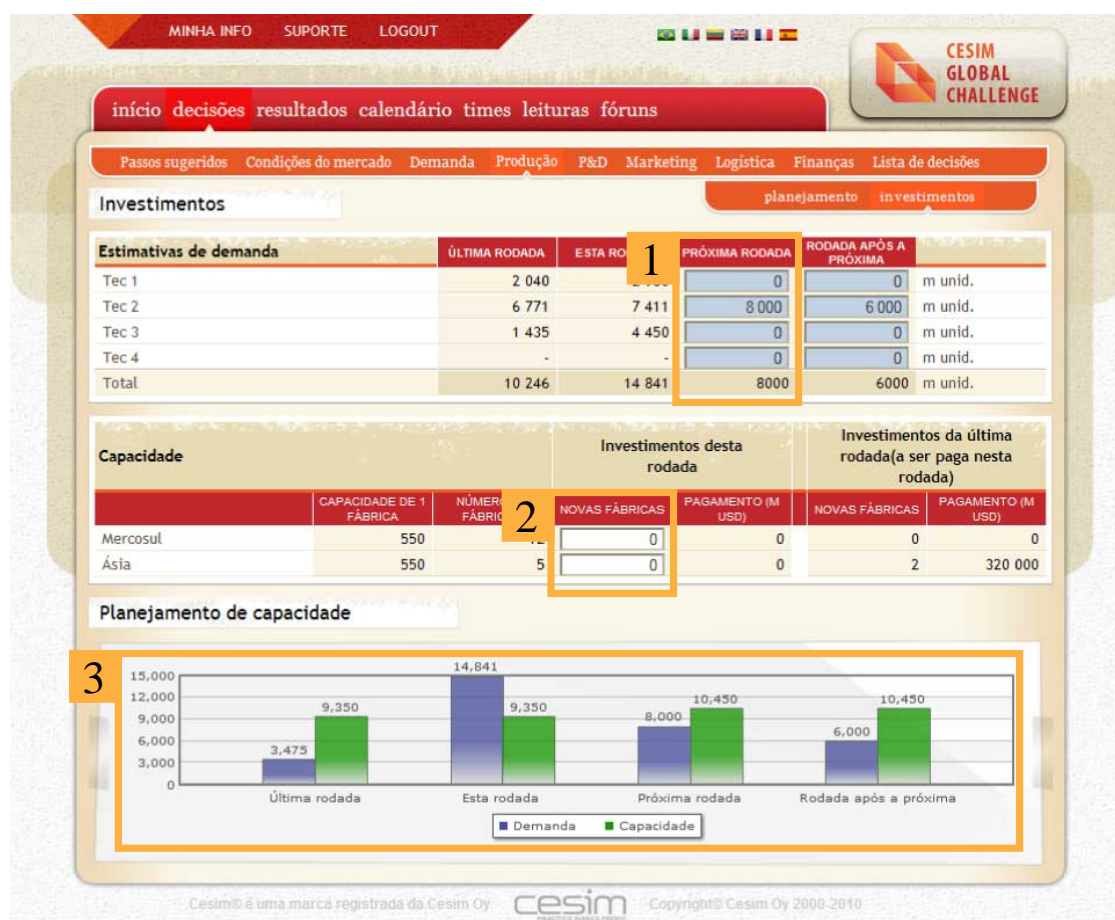 MINHA INFO SUPORTE LOGOUT
CESIM
GLOBAL
CHALLENGE
início decisões resultados calendário times leituras fóruns
Passos sugeridos Condições do mercado Demanda Produção P&D Marketing Logística Finanças Lista de decisões
Investimentos planejamento investimentos
Estimativas de demanda ÚLTIMA RODADA ESTA RO 1 PRÓXIMA RODADA RODADA APÓS A PRÓXIMA
Tec 1 2 040 0 0 m unid.
Tec 2 6 771 7 411 8 000 6 000 m unid.
Tec 3 1 435 4 450 0 0 m unid.
Tec 4 - - 0 0 m unid.
Total 10 246 14 841 8000 6000 m unid.
Capacidade Investimentos desta rodada Investimentos da última rodada(a ser paga nesta rodada)
CAPACIDADE DE 1 FÁBRICA 2 NOVAS FÁBRICAS PAGAMENTO (M USD) NOVAS FÁBRICAS PAGAMENTO (M USD)
Mercosul 550 12 0 0 0 0
Ásia 550 5 0 0 2 320 000
Planejamento de capacidade
3
15,000
12,000
9,000
6,000
3,000
0
3,475 9,350 14,841 9,350 8,000 10,450 6,000 10,450
Última rodada Esta rodada Próxima rodada Rodada após a próxima
Demanda Capacidade
Cesim® é uma marca registrada da Cesim Oy cesim Copyright© Cesim Oy 2000-2010